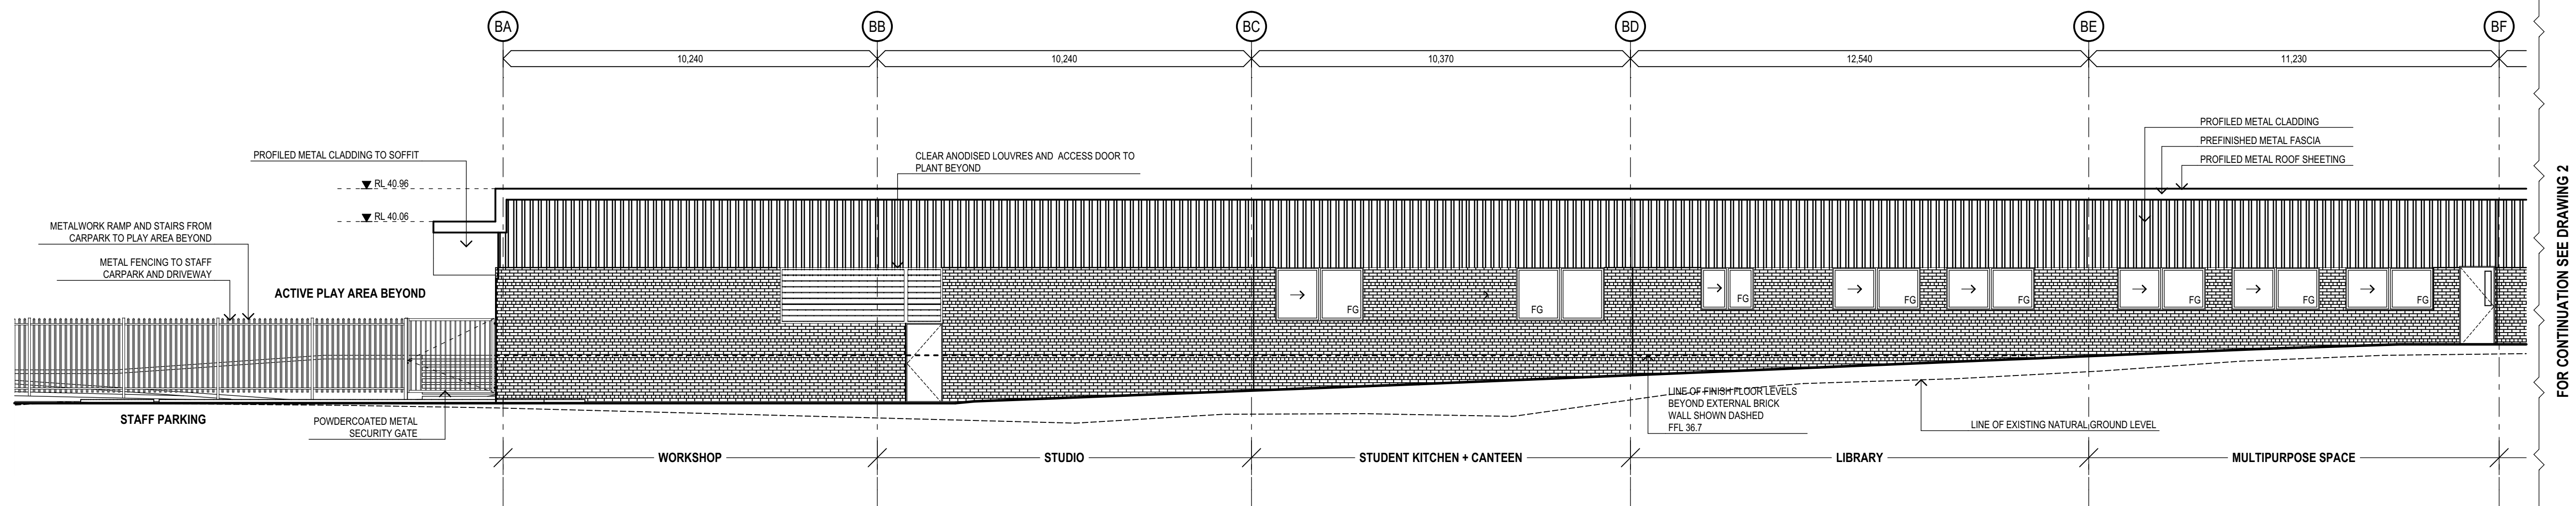 BA
BB
BC
BD
BE
BF
10,240
10,240
10,370
12,540
11,230
PROFILED METAL CLADDING
PREFINISHED METAL FASCIA
PROFILED METAL ROOF SHEETING
PROFILED METAL CLADDING TO SOFFIT
CLEAR ANODISED LOUVRES AND ACCESS DOOR TO
PLANT BEYOND
RL 40.96
RL 40.06
METALWORK RAMP AND STAIRS FROM
CARPARK TO PLAY AREA BEYOND
METAL FENCING TO STAFF
CARPARK AND DRIVEWAY
ACTIVE PLAY AREA BEYOND
FG
FG
FG
FG
FG
FG
FG
FG
STAFF PARKING
POWDERCOATED METAL
SECURITY GATE
LINE OF FINISH FLOOR LEVELS
BEYOND EXTERNAL BRICK
WALL SHOWN DASHED
FFL 36.7
LINE OF EXISTING NATURAL GROUND LEVEL
WORKSHOP
STUDIO
STUDENT KITCHEN + CANTEEN
LIBRARY
MULTIPURPOSE SPACE
FOR CONTINUATION SEE DRAWING 2